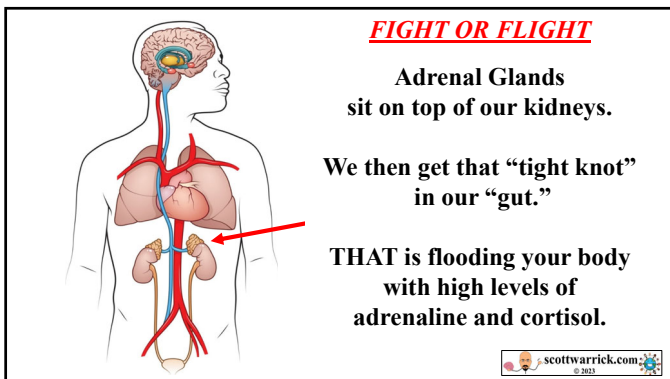 FIGHT OR FLIGHT
Adrenal Glands
sit on top of our kidneys.
We then get that “tight knot”
in our “gut.”
THAT is flooding your body
with high levels of
adrenaline and cortisol.
scottwarrick.com
© 2023